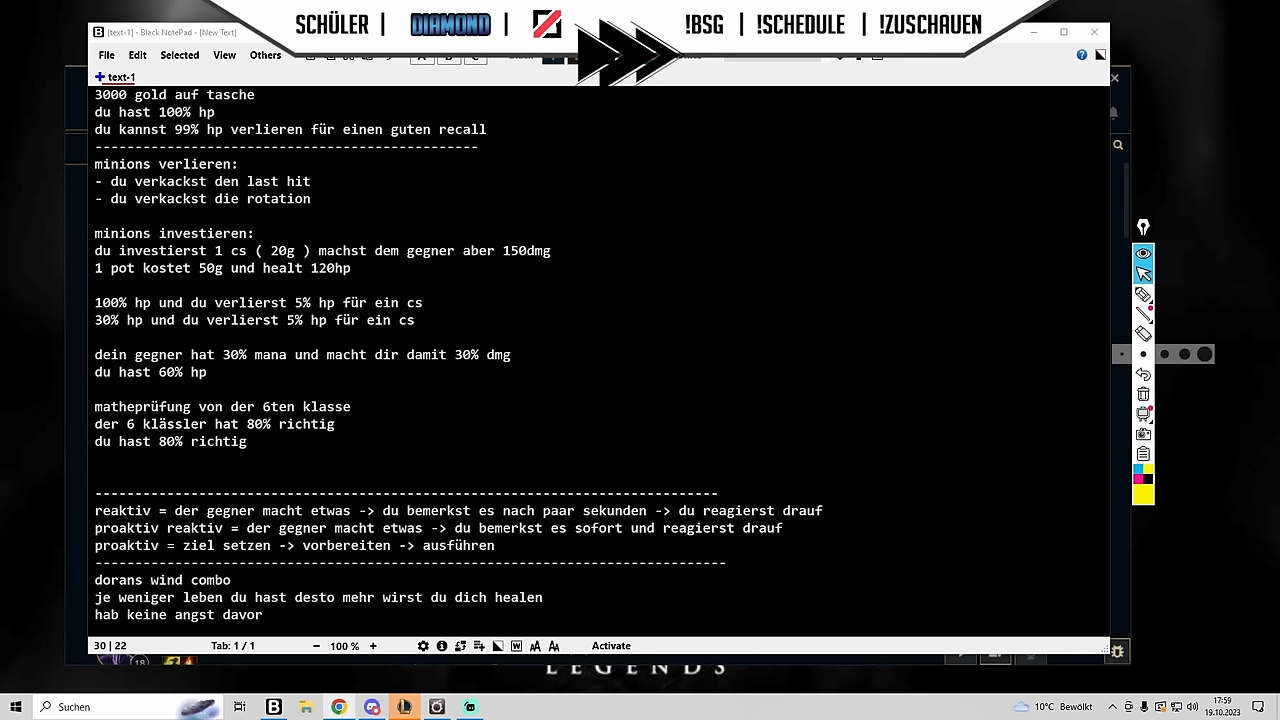 SCHÜLER |
DIAMOND |
!BSG | !SCHEDULE | !ZUSCHAUEN
[text-1] - Black NotePad - [New Text]
File Edit Selected View Others
text-1
3000 gold auf tasche
du hast 100% hp
du kannst 99% hp verlieren für einen guten recall
------------------------------------------------
minions verlieren:
- du verkackst den last hit
- du verkackst die rotation
minions investieren:
du investierst 1 cs ( 20g ) machst dem gegner aber 150dmg
1 pot kostet 50g und healt 120hp
100% hp und du verlierst 5% hp für ein cs
30% hp und du verlierst 5% hp für ein cs
dein gegner hat 30% mana und macht dir damit 30% dmg
du hast 60% hp
matheprüfung von der 6ten klasse
der 6 klässler hat 80% richtig
du hast 80% richtig
------------------------------------------------------------------------------
reaktiv = der gegner macht etwas -> du bemerkst es nach paar sekunden -> du reagierst drauf
proaktiv reaktiv = der gegner macht etwas -> du bemerkst es sofort und reagierst drauf
proaktiv = ziel setzen -> vorbereiten -> ausführen
-------------------------------------------------------------------------------
dorans wind combo
je weniger leben du hast desto mehr wirst du dich healen
hab keine angst davor
30 | 22 Tab: 1 / 1 − 100 % + Activate
18
LEGENDS
Suchen
10°C Bewölkt
17:59
19.10.2023